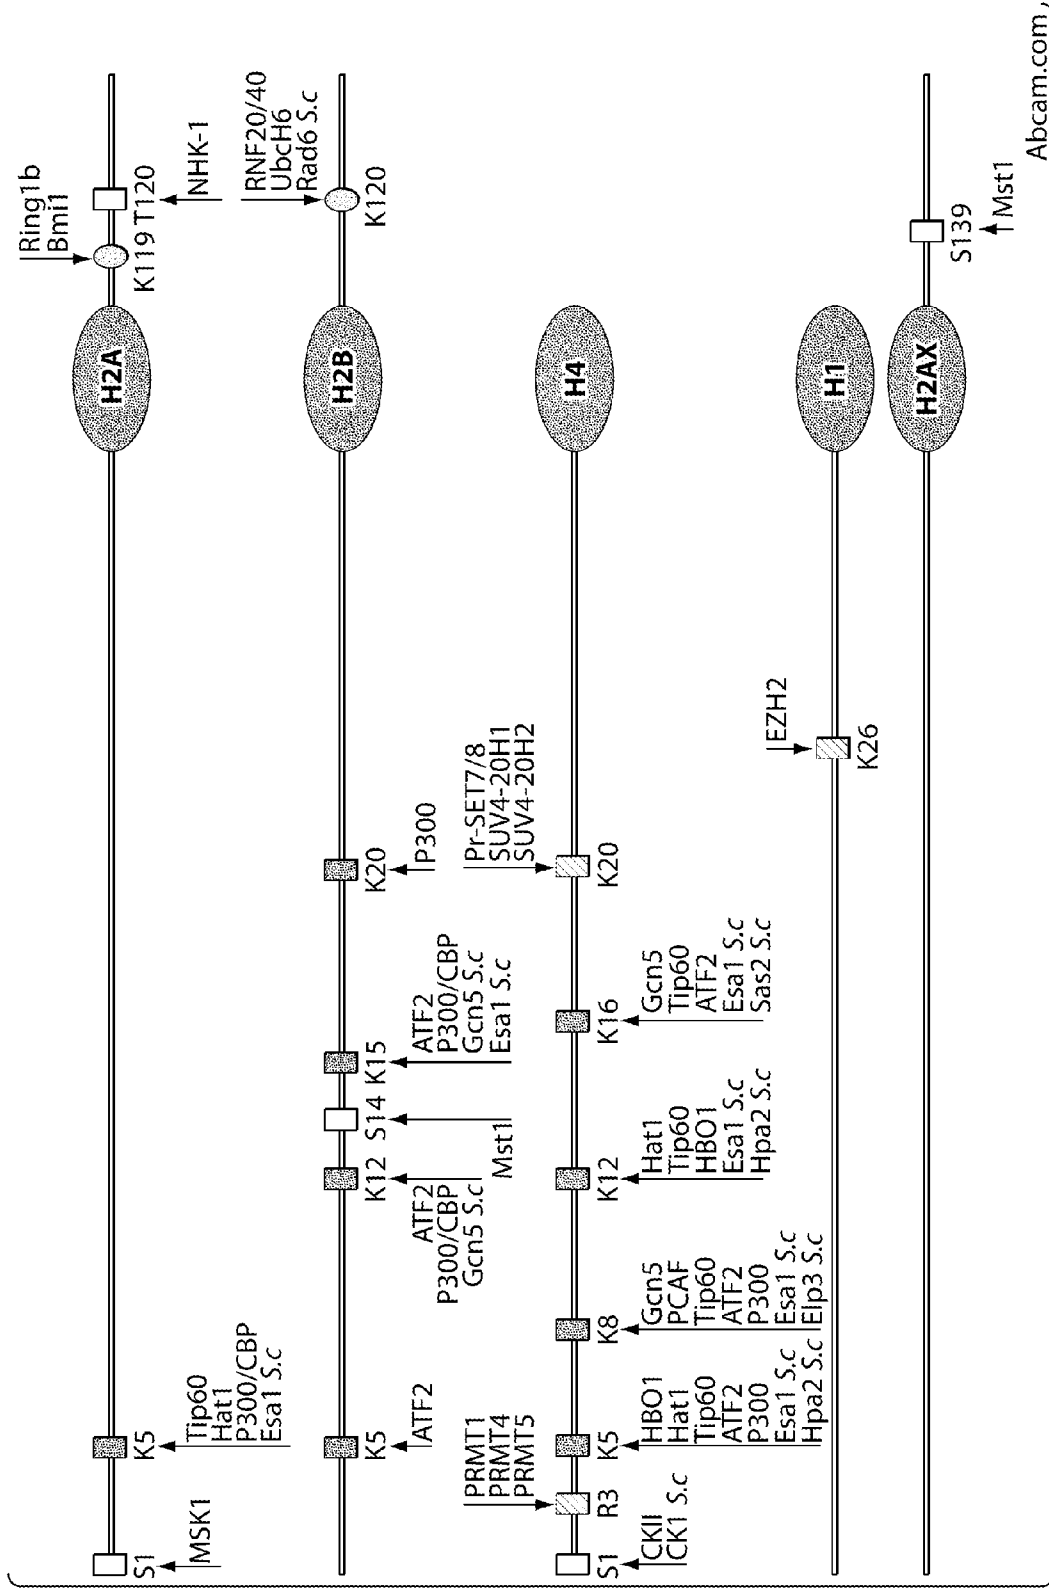 Ring1b
Bmi1
H2A
S1
K5
K119
T120
MSK1
Tip60
Hat1
P300/CBP
Esa1 S.c
NHK-1
RNF20/40
UbcH6
Rad6 S.c
H2B
K5
K12
S14
K15
K20
K120
ATF2
ATF2
P300/CBP
Gcn5 S.c
Mst1
ATF2
P300/CBP
Gcn5 S.c
Esa1 S.c
P300
PRMT1
PRMT4
PRMT5
Pr-SET7/8
SUV4-20H1
SUV4-20H2
H4
S1
R3
K5
K8
K12
K16
K20
CKII
CK1 S.c
HBO1
Hat1
Tip60
ATF2
P300
Esa1 S.c
Hpa2 S.c
Gcn5
PCAF
Tip60
ATF2
P300
Esa1 S.c
Elp3 S.c
Hat1
Tip60
HBO1
Esa1 S.c
Hpa2 S.c
Gcn5
Tip60
ATF2
Esa1 S.c
Sas2 S.c
EZH2
H1
K26
H2AX
S139
Mst1
Abcam.com,